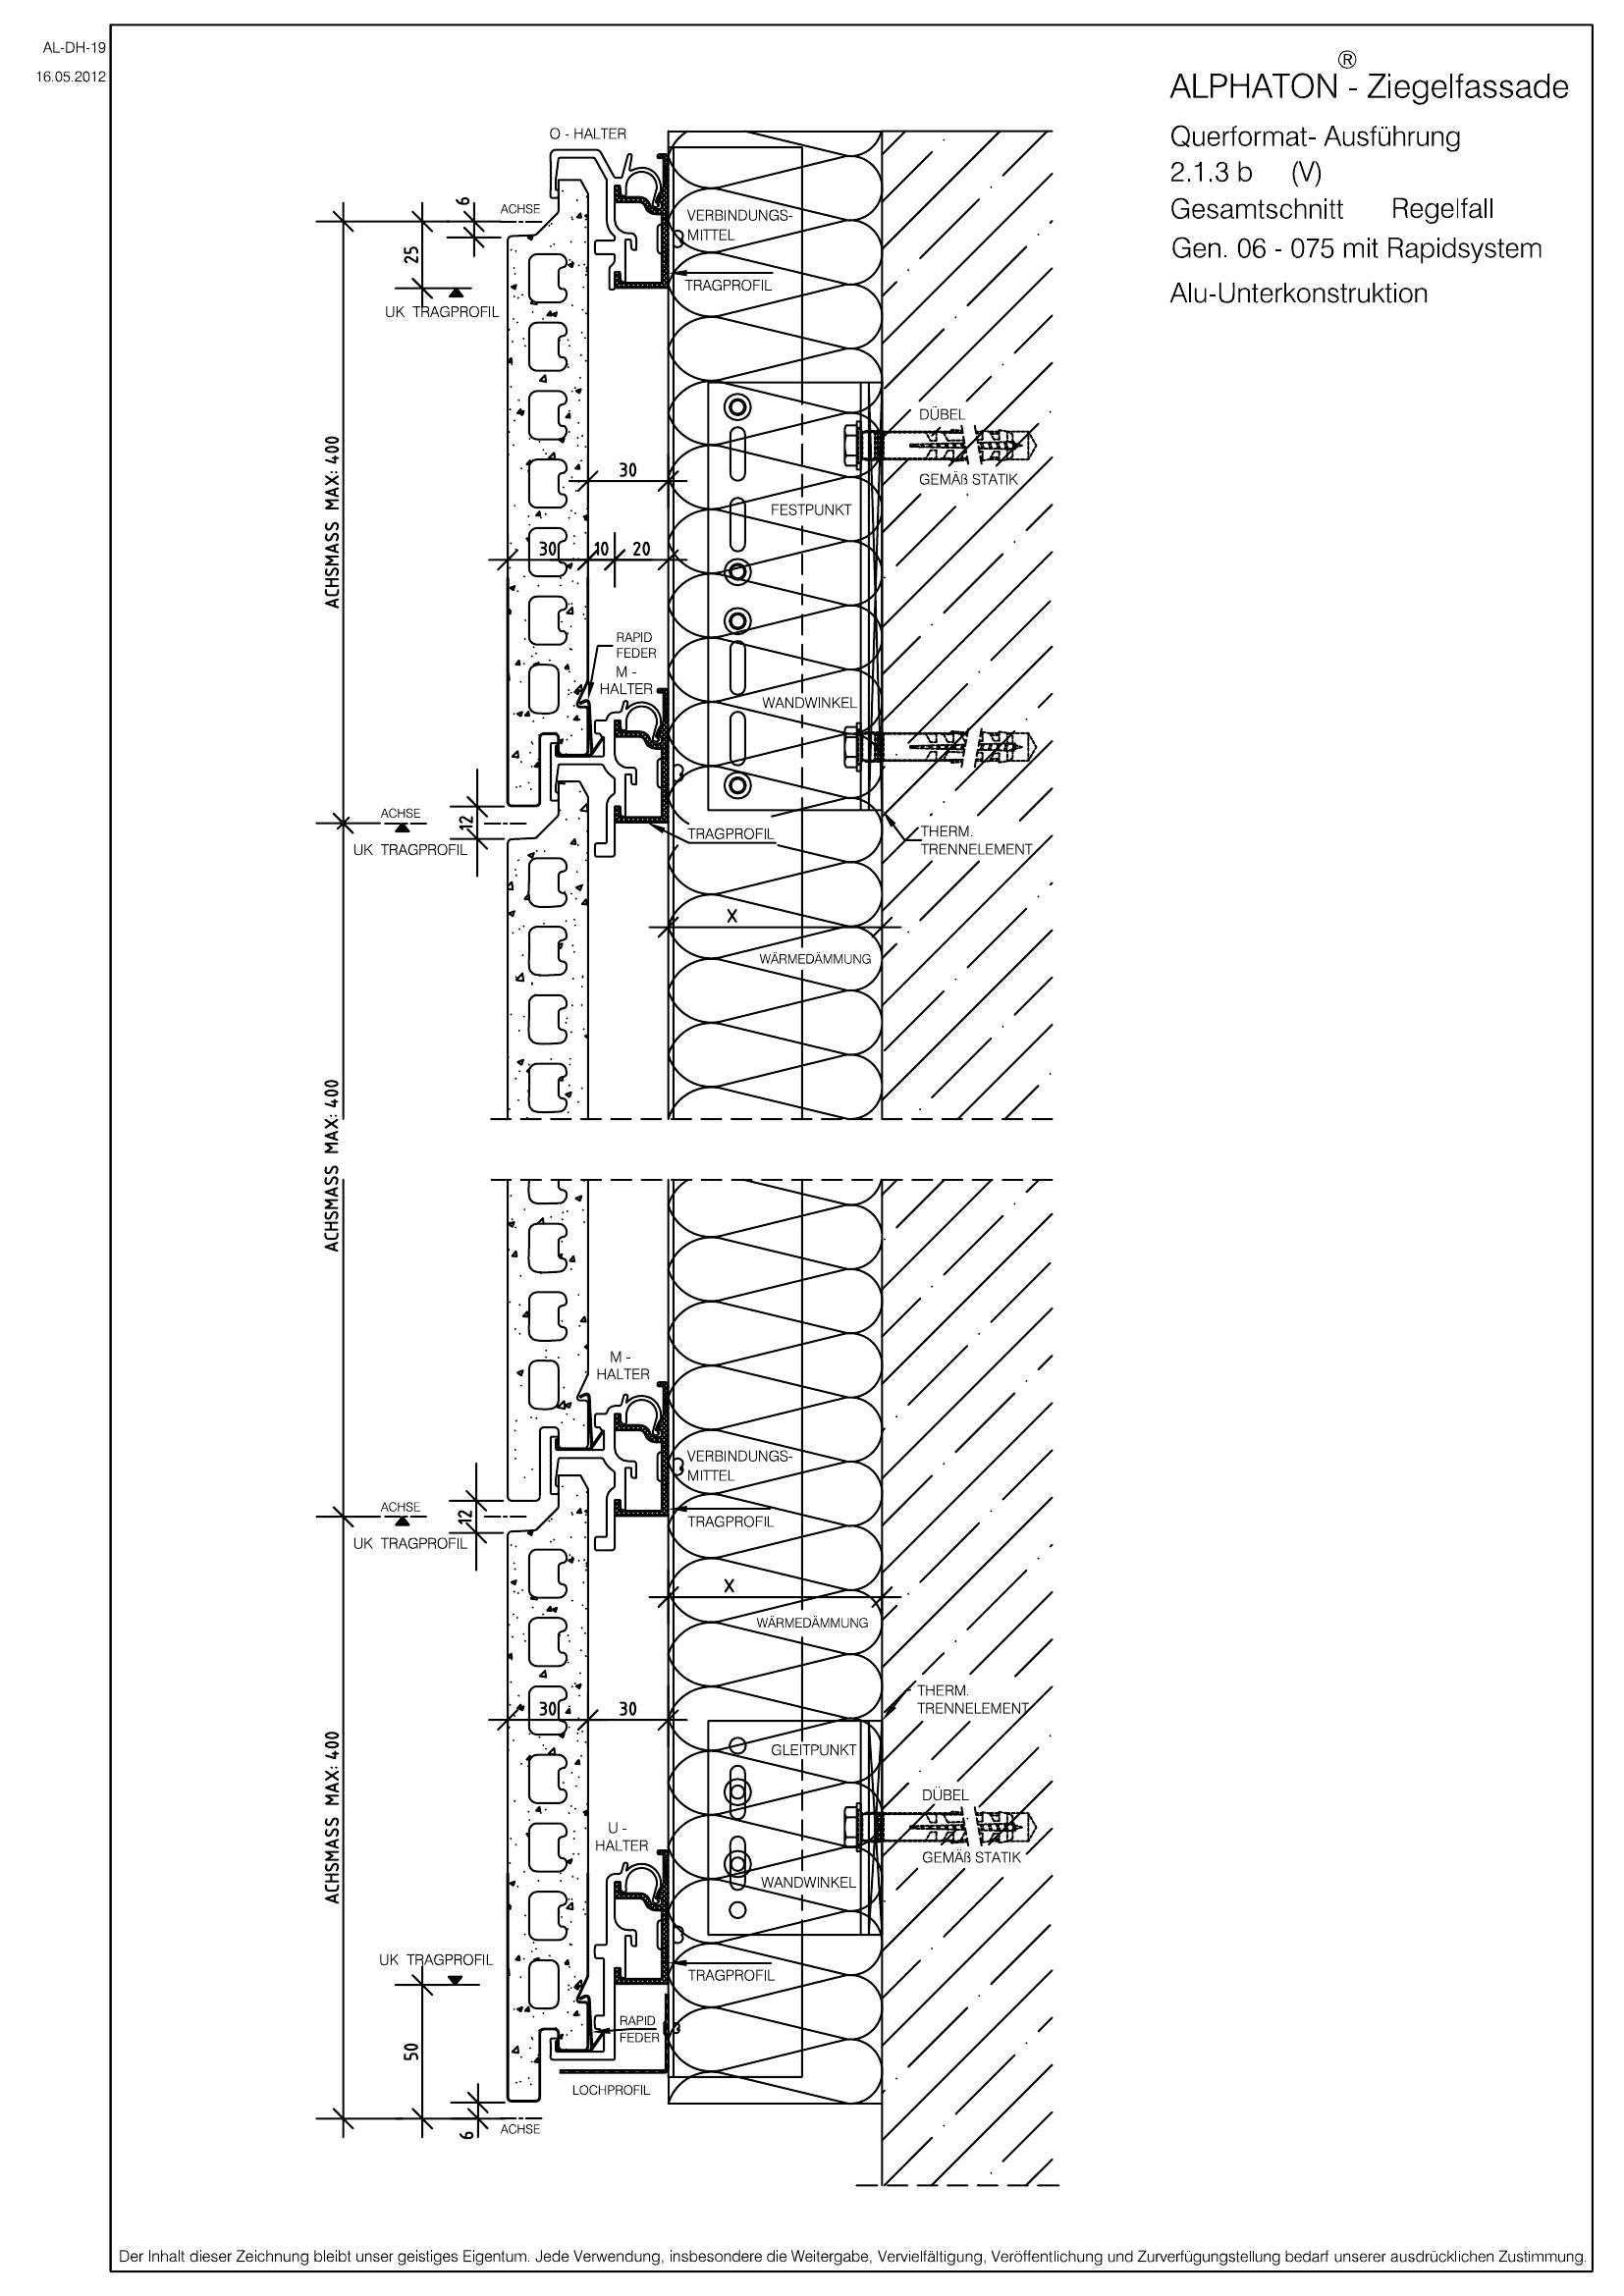 AL-DH-19
16.05.2012
ALPHATON® - Ziegelfassade
Querformat- Ausführung
2.1.3 b (V)
Gesamtschnitt Regelfall
Gen. 06 - 075 mit Rapidsystem
Alu-Unterkonstruktion
O - HALTER
6
ACHSE
25
UK TRAGPROFIL
VERBINDUNGS-
MITTEL
TRAGPROFIL
DÜBEL
GEMÄß STATIK
ACHSMASS MAX: 400
30
FESTPUNKT
30 10 20
RAPID
FEDER
M -
HALTER
WANDWINKEL
ACHSE
12
UK TRAGPROFIL
TRAGPROFIL
THERM.
TRENNELEMENT
X
WÄRMEDÄMMUNG
ACHSMASS MAX: 400
M -
HALTER
VERBINDUNGS-
MITTEL
ACHSE
12
UK TRAGPROFIL
TRAGPROFIL
X
WÄRMEDÄMMUNG
THERM.
TRENNELEMENT
30 30
GLEITPUNKT
DÜBEL
GEMÄß STATIK
ACHSMASS MAX: 400
U -
HALTER
WANDWINKEL
UK TRAGPROFIL
TRAGPROFIL
RAPID
FEDER
50
LOCHPROFIL
6
ACHSE
Der Inhalt dieser Zeichnung bleibt unser geistiges Eigentum. Jede Verwendung, insbesondere die Weitergabe, Vervielfältigung, Veröffentlichung und Zurverfügungstellung bedarf unserer ausdrücklichen Zustimmung.